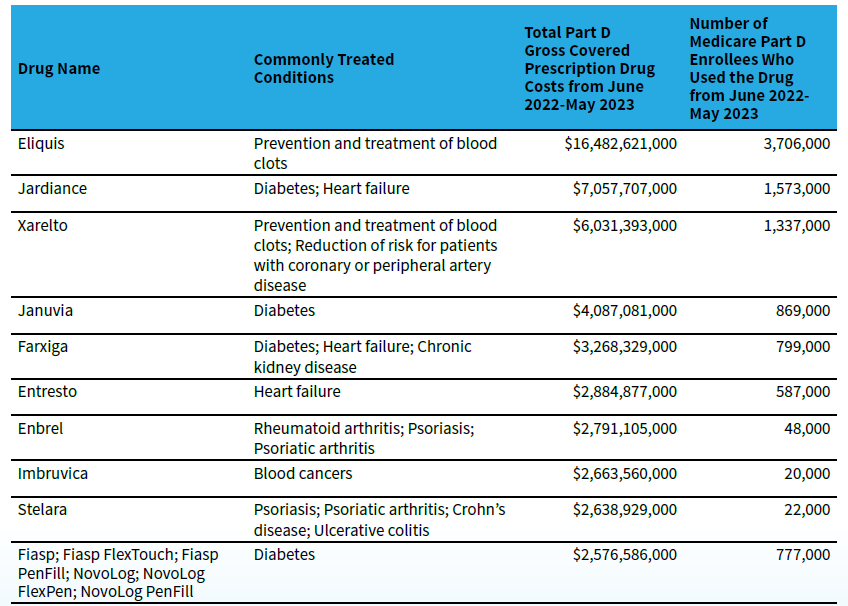 Drug Name
Commonly Treated
Conditions
Total Part D
Gross Covered
Prescription Drug
Costs from June
2022-May 2023
Number of
Medicare Part D
Enrollees Who
Used the Drug
from June 2022-
May 2023
Eliquis
Prevention and treatment of blood
clots
$16,482,621,000
3,706,000
Jardiance
Diabetes; Heart failure
$7,057,707,000
1,573,000
Xarelto
Prevention and treatment of blood
clots; Reduction of risk for patients
with coronary or peripheral artery
disease
$6,031,393,000
1,337,000
Januvia
Diabetes
$4,087,081,000
869,000
Farxiga
Diabetes; Heart failure; Chronic
kidney disease
$3,268,329,000
799,000
Entresto
Heart failure
$2,884,877,000
587,000
Enbrel
Rheumatoid arthritis; Psoriasis;
Psoriatic arthritis
$2,791,105,000
48,000
Imbruvica
Blood cancers
$2,663,560,000
20,000
Stelara
Psoriasis; Psoriatic arthritis; Crohn’s
disease; Ulcerative colitis
$2,638,929,000
22,000
Fiasp; Fiasp FlexTouch; Fiasp
PenFill; NovoLog; NovoLog
FlexPen; NovoLog PenFill
Diabetes
$2,576,586,000
777,000